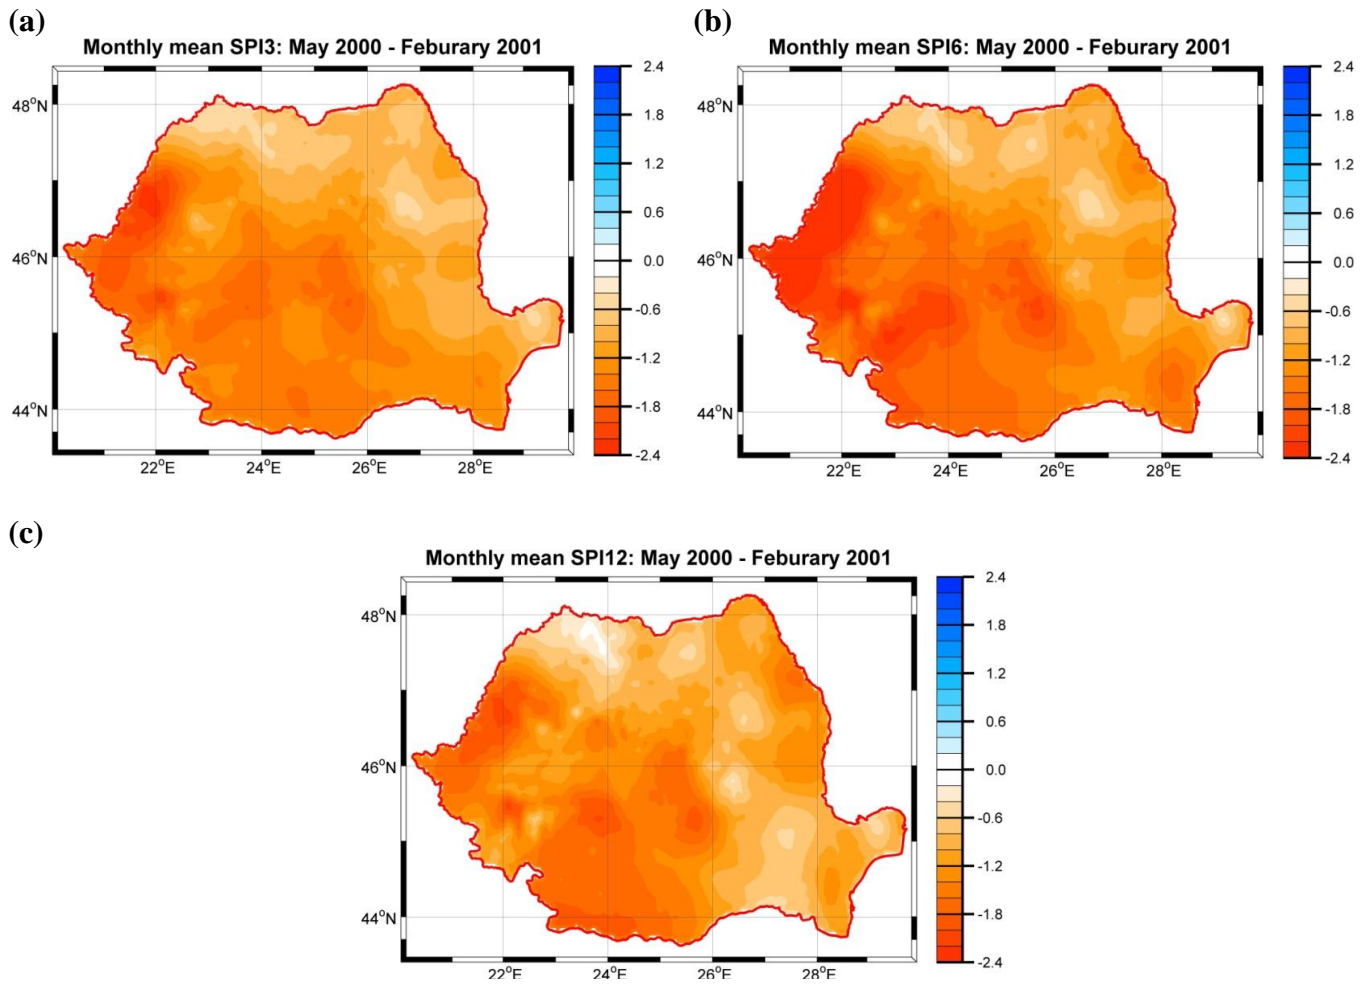 (a)
Monthly mean SPI3: May 2000 - Feburary 2001
48°N
46°N
44°N
22°E 24°E 26°E 28°E
2.4
1.8
1.2
0.6
0.0
-0.6
-1.2
-1.8
-2.4
(b)
Monthly mean SPI6: May 2000 - Feburary 2001
48°N
46°N
44°N
22°E 24°E 26°E 28°E
2.4
1.8
1.2
0.6
0.0
-0.6
-1.2
-1.8
-2.4
(c)
Monthly mean SPI12: May 2000 - Feburary 2001
48°N
46°N
44°N
22°E 24°E 26°E 28°E
2.4
1.8
1.2
0.6
0.0
-0.6
-1.2
-1.8
-2.4